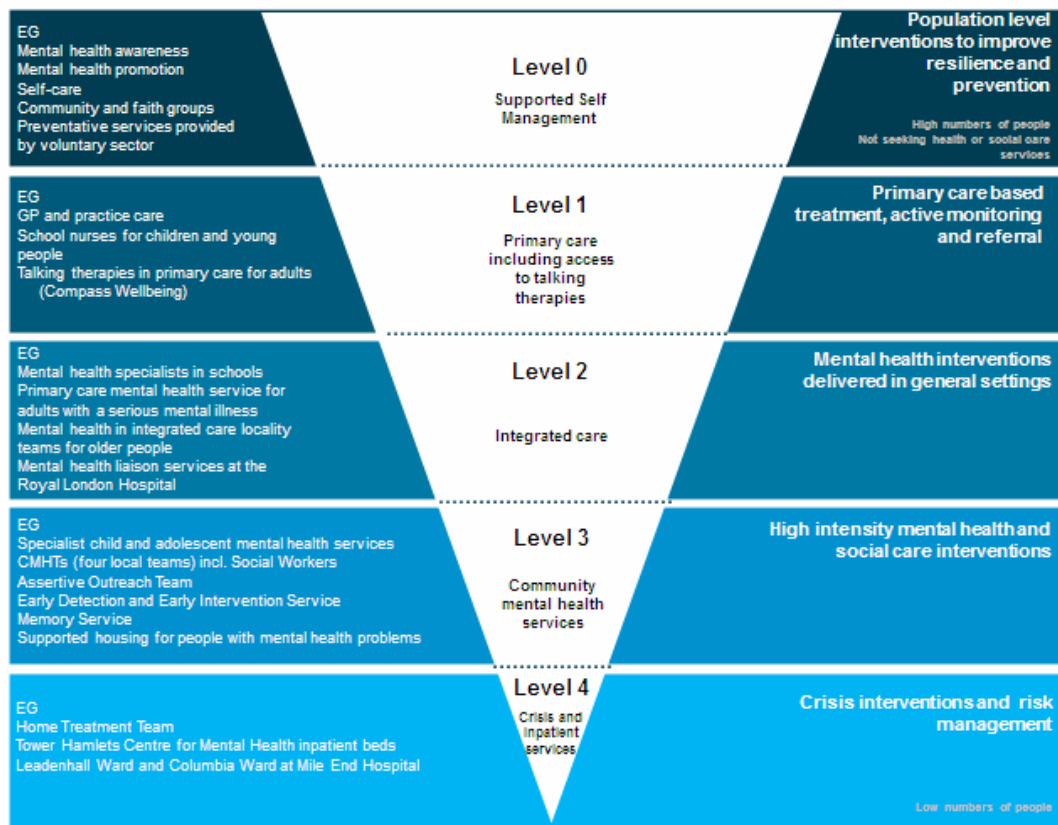 EG
Mental health awareness
Mental health promotion
Self-care
Community and faith groups
Preventative services provided
by voluntary sector
Level 0
Supported Self
Management
Population level
interventions to improve
resilience and
prevention
High numbers of people
Not seeking health or social care
services
EG
GP and practice care
School nurses for children and young
people
Talking therapies in primary care for adults
(Compass Wellbeing)
Level 1
Primary care
including access
to talking
therapies
Primary care based
treatment, active monitoring
and referral
EG
Mental health specialists in schools
Primary care mental health service for
adults with a serious mental illness
Mental health in integrated care locality
teams for older people
Mental health liaison services at the
Royal London Hospital
Level 2
Integrated care
Mental health interventions
delivered in general settings
EG
Specialist child and adolescent mental health services
CMHTs (four local teams) incl. Social Workers
Assertive Outreach Team
Early Detection and Early Intervention Service
Memory Service
Supported housing for people with mental health problems
Level 3
Community
mental health
services
High intensity mental health and
social care interventions
EG
Home Treatment Team
Tower Hamlets Centre for Mental Health inpatient beds
Leadenhall Ward and Columbia Ward at Mile End Hospital
Level 4
Crisis and
inpatient
services
Crisis interventions and risk
management
Low numbers of people